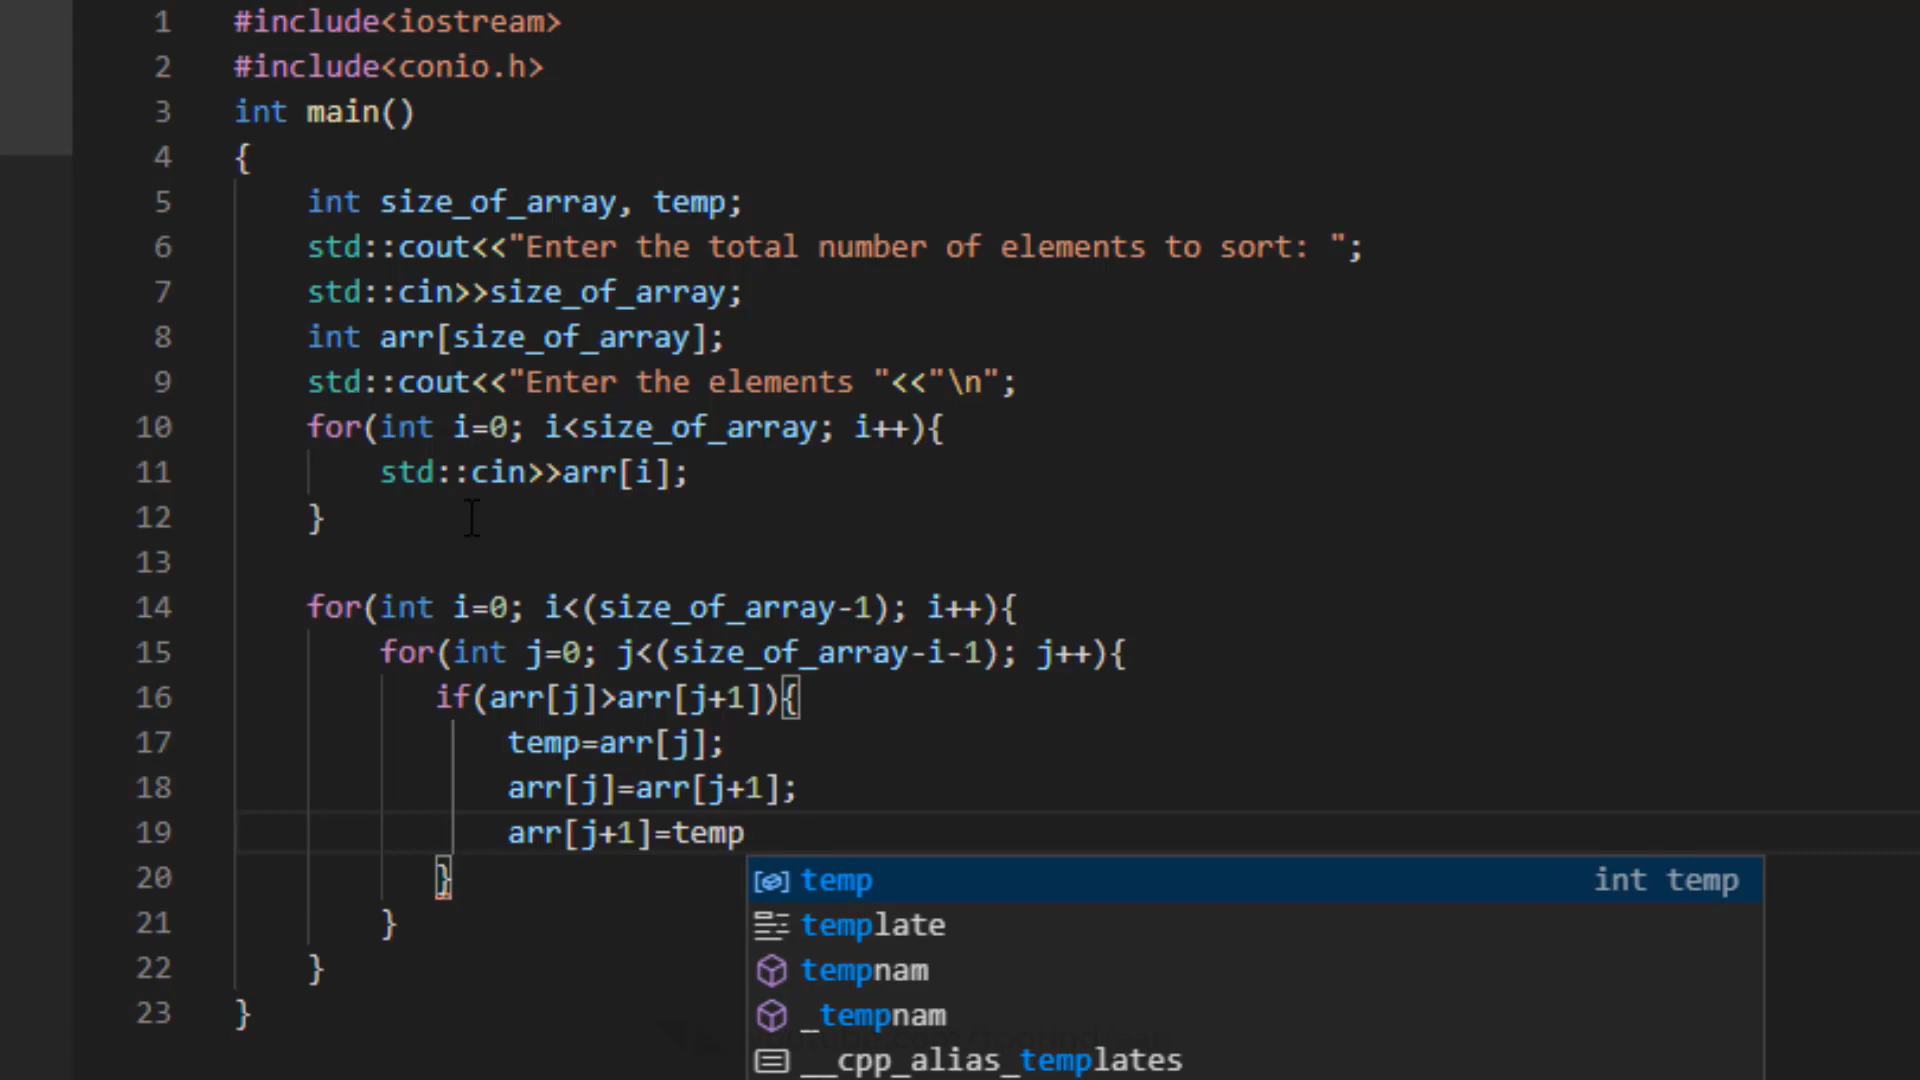 1 #include<iostream>
2 #include<conio.h>
3 int main()
4 {
5 int size_of_array, temp;
6 std::cout<<"Enter the total number of elements to sort: ";
7 std::cin>>size_of_array;
8 int arr[size_of_array];
9 std::cout<<"Enter the elements "<<"\n";
10 for(int i=0; i<size_of_array; i++){
11 std::cin>>arr[i];
12 }
13
14 for(int i=0; i<(size_of_array-1); i++){
15 for(int j=0; j<(size_of_array-i-1); j++){
16 if(arr[j]>arr[j+1]){
17 temp=arr[j];
18 arr[j]=arr[j+1];
19 arr[j+1]=temp
20 }
temp int temp
21 }
template
22 }
tempnam
23 }
_tempnam
__cpp_alias_templates